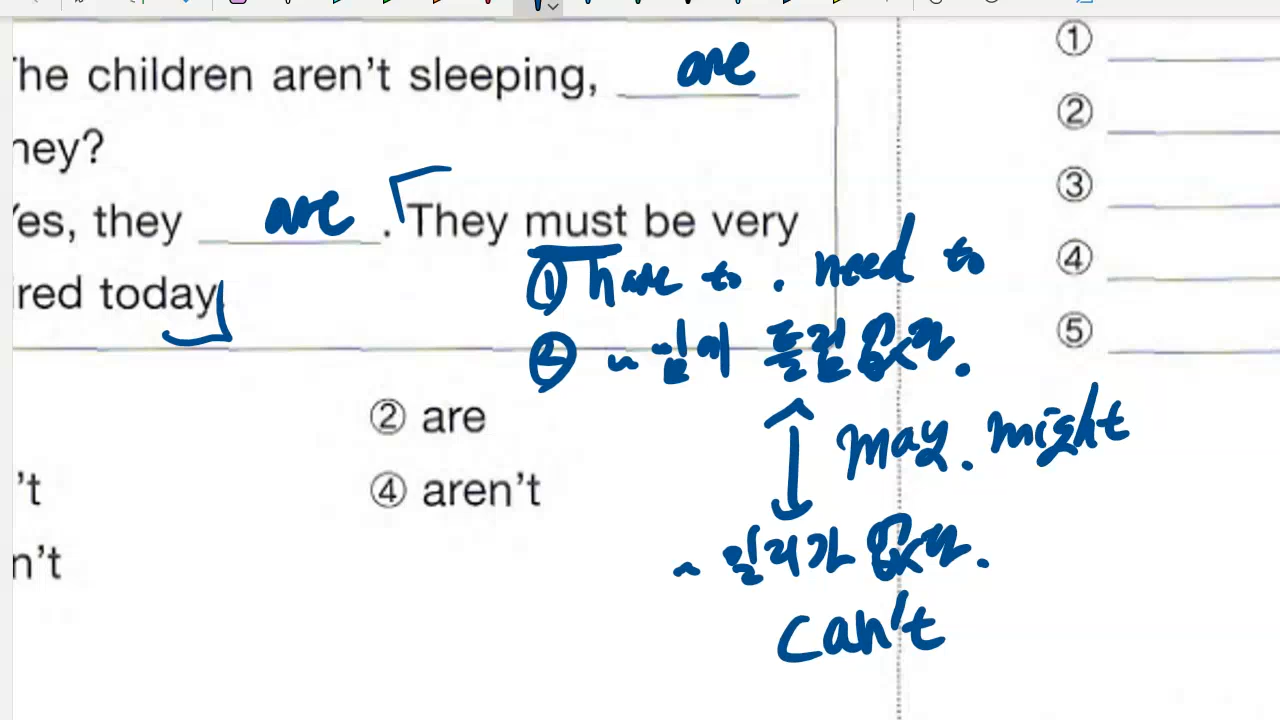 The children aren't sleeping, are
hey?
Yes, they are. They must be very
ired today
① have to . need to
② ~임에 틀림없다.
② are
may. might
't
④ aren't
~일리가 없다.
n't
can't
①
②
③
④
⑤